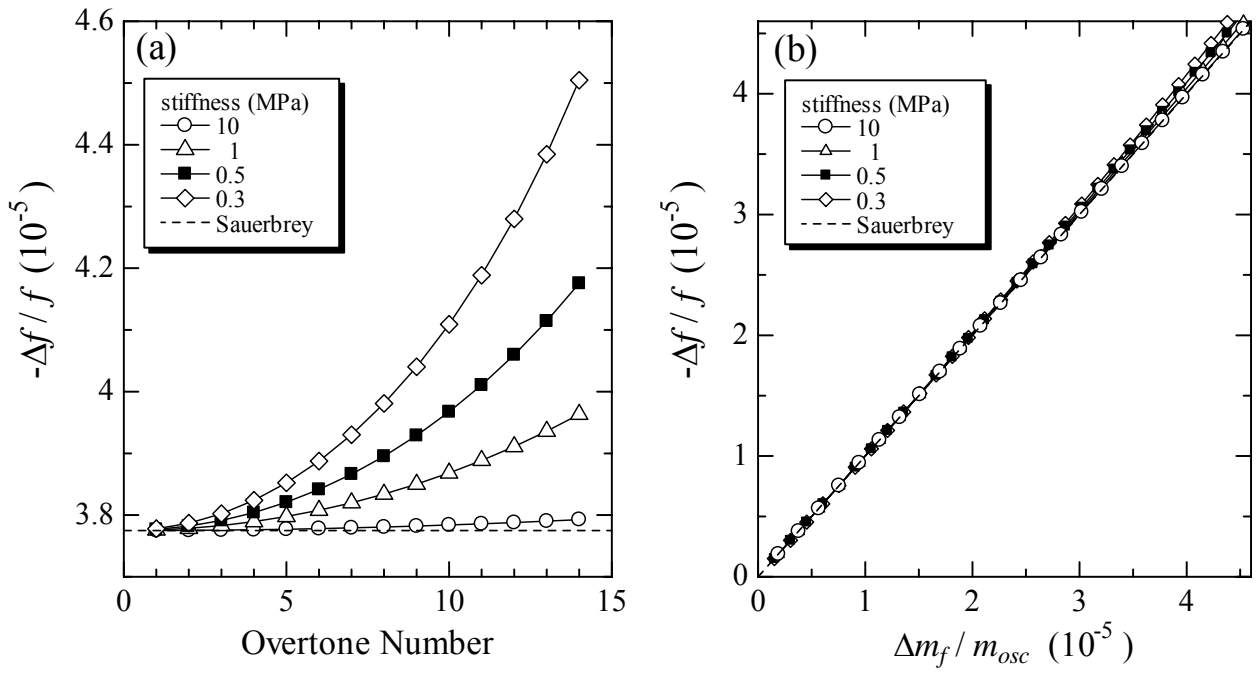 (a)
4.6
4.4
4.2
4
3.8
-Δf / f (10⁻⁵)
stiffness (MPa)
10
1
0.5
0.3
Sauerbrey
0 5 10 15
Overtone Number
(b)
4
3
2
1
0
-Δf / f (10⁻⁵)
stiffness (MPa)
10
1
0.5
0.3
Sauerbrey
0 1 2 3 4
Δm_f / m_osc (10⁻⁵)